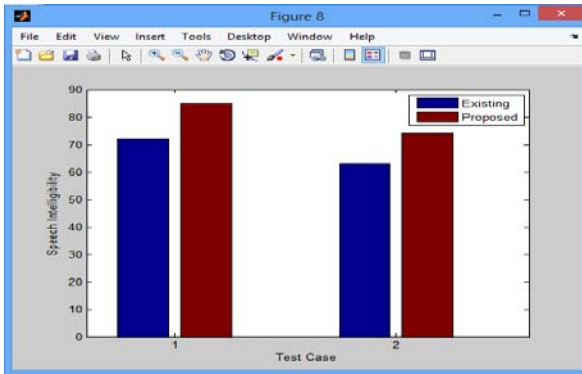 Figure 8
File Edit View Insert Tools Desktop Window Help
90
80
70
60
50
40
30
20
10
0
Speech Intelligibility
Existing
Proposed
1 2
Test Case